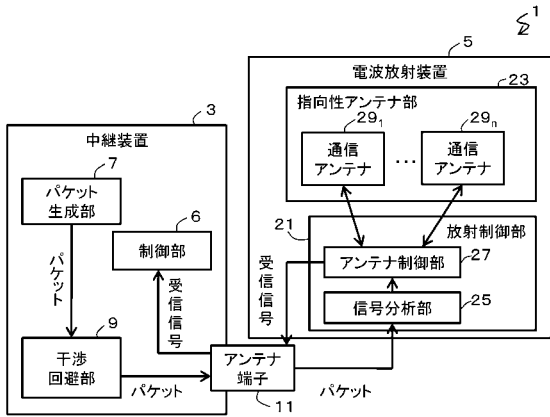 1
5
電波放射装置
23
指向性アンテナ部
29₁
通信
アンテナ
…
29ₙ
通信
アンテナ
3
中継装置
7
パケット
生成部
6
制御部
パケット
受信信号
9
干渉
回避部
パケット
アンテナ
端子
11
パケット
受信信号
21
放射制御部
アンテナ制御部
27
信号分析部
25